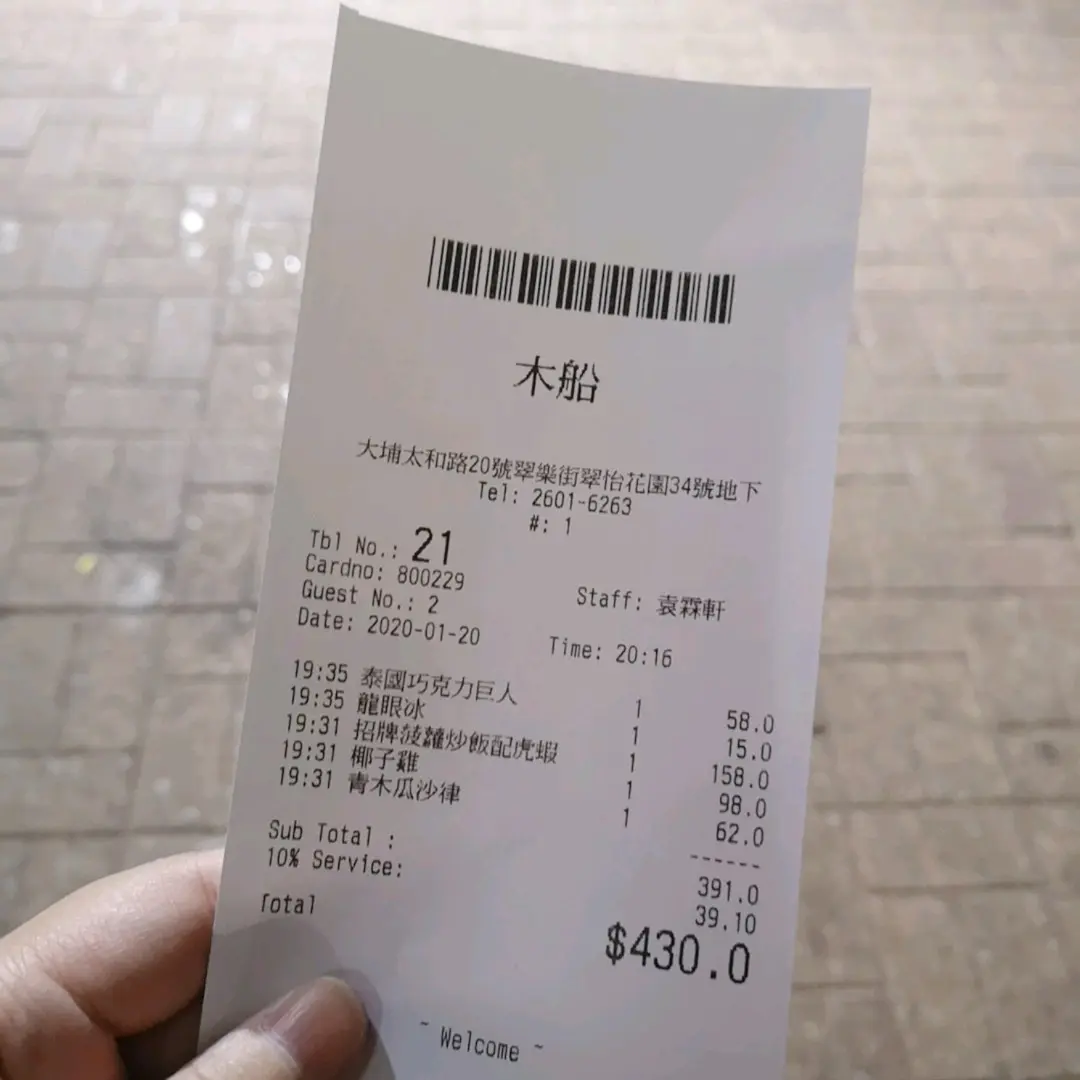 木船
大埔太和路20號翠樂街翠怡花園34號地下
Tel: 2601-6263
#: 1
Tbl No.: 21
Cardno: 800229
Staff: 袁霖軒
Guest No.: 2
Date: 2020-01-20 Time: 20:16
19:35 泰國巧克力巨人 1 58.0
19:35 龍眼冰 1 15.0
19:31 招牌菠蘿炒飯配虎蝦 1 158.0
19:31 椰子雞 1 98.0
19:31 青木瓜沙律 1 62.0
------
Sub Total : 391.0
10% Service: 39.10
Total $430.0
~ Welcome ~